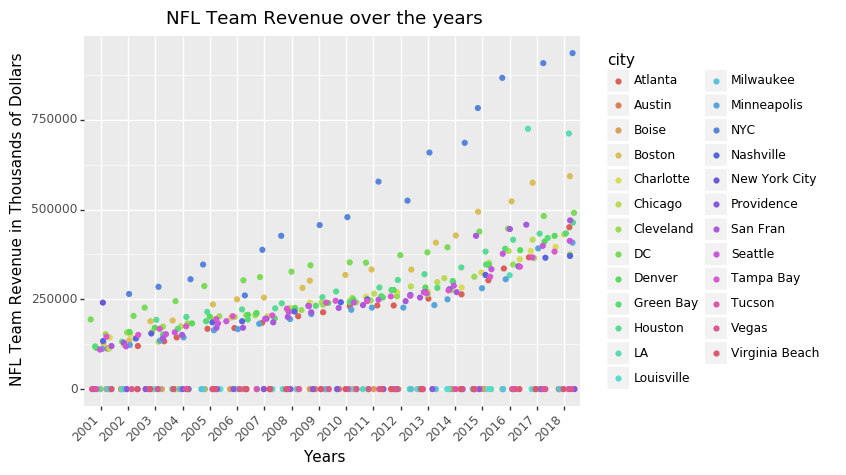 NFL Team Revenue over the years
NFL Team Revenue in Thousands of Dollars
750000
500000
250000
0
2001 2002 2003 2004 2005 2006 2007 2008 2009 2010 2011 2012 2013 2014 2015 2016 2017 2018
Years
city
Atlanta
Austin
Boise
Boston
Charlotte
Chicago
Cleveland
DC
Denver
Green Bay
Houston
LA
Louisville
Milwaukee
Minneapolis
NYC
Nashville
New York City
Providence
San Fran
Seattle
Tampa Bay
Tucson
Vegas
Virginia Beach